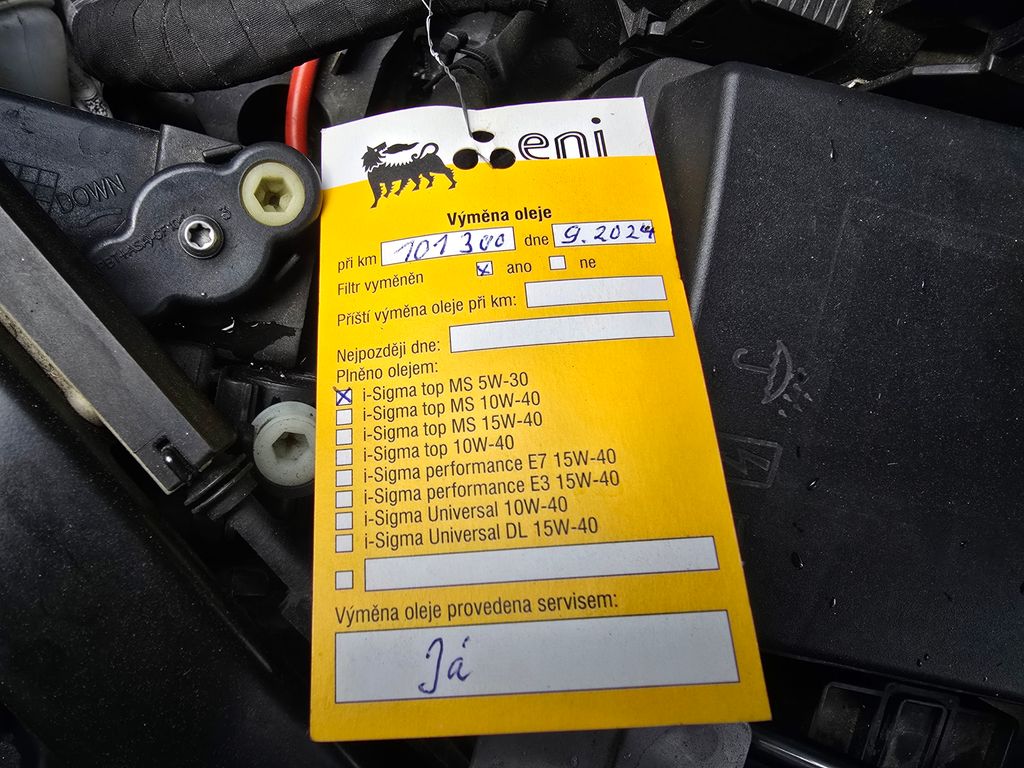 eni
Výměna oleje
při km 101 300 dne 9.2024
Filtr vyměněn x ano ne
Příští výměna oleje při km:
Nejpozději dne:
Plněno olejem:
x i-Sigma top MS 5W-30
i-Sigma top MS 10W-40
i-Sigma top MS 15W-40
i-Sigma top 10W-40
i-Sigma performance E7 15W-40
i-Sigma performance E3 15W-40
i-Sigma Universal 10W-40
i-Sigma Universal DL 15W-40
Výměna oleje provedena servisem:
Já
DOWN